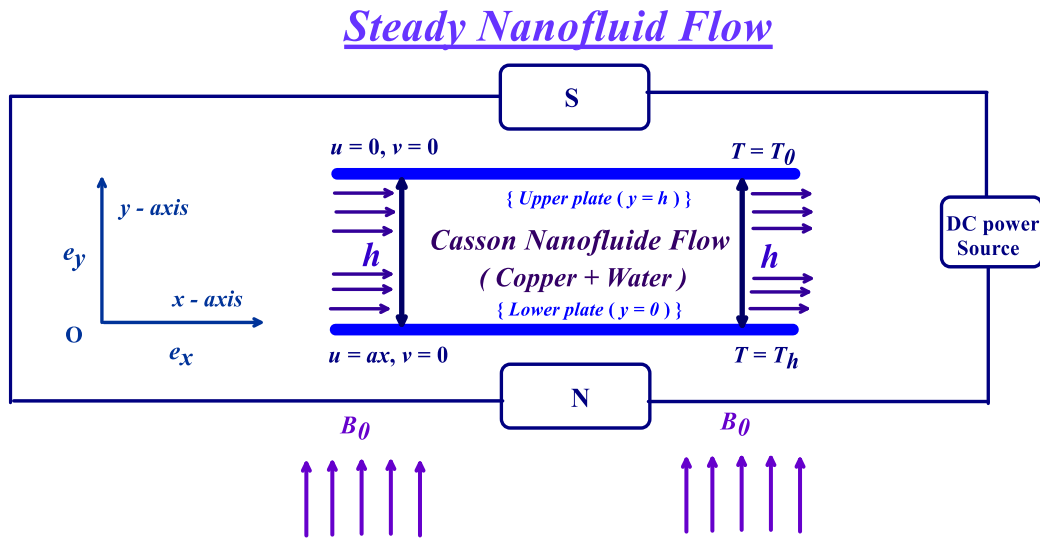 Steady Nanofluid Flow
S
u = 0, v = 0
T = T0
{ Upper plate ( y = h ) }
y - axis
DC power
Source
ey
h
Casson Nanofluide Flow
h
( Copper + Water )
x - axis
{ Lower plate ( y = 0 ) }
O
ex
u = ax, v = 0
T = Th
N
B0
B0